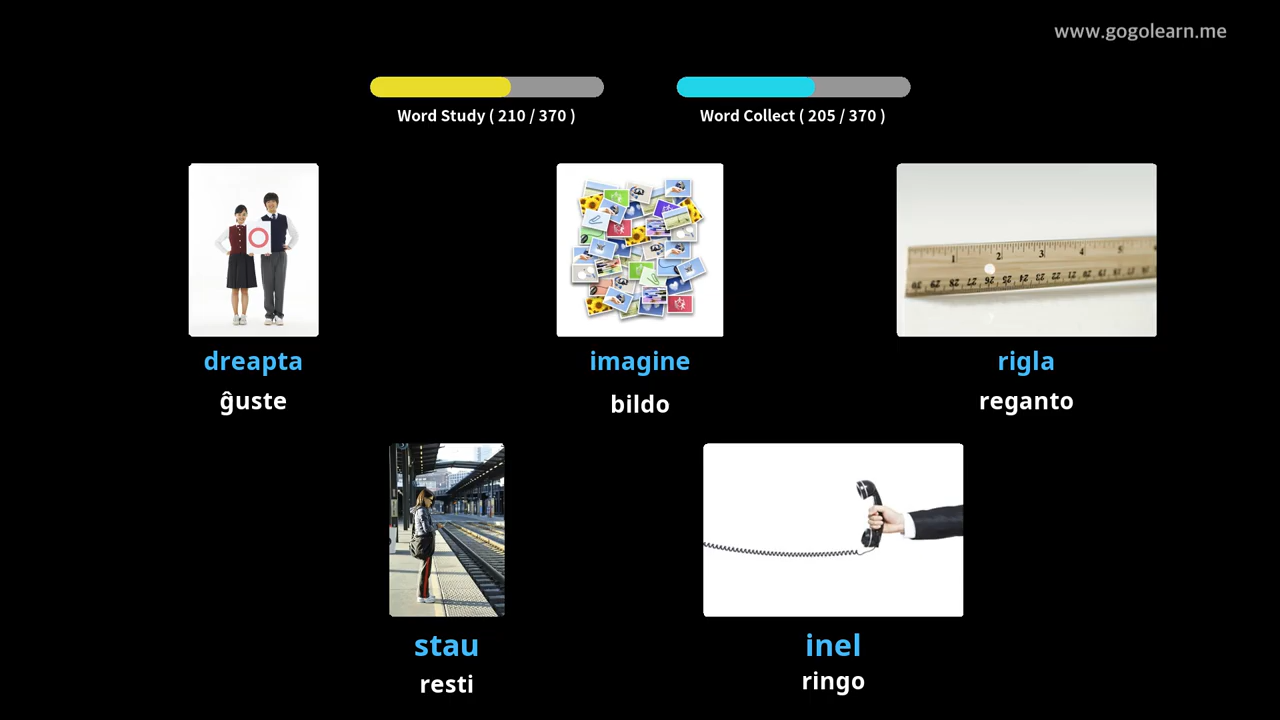 www.gogolearn.me
Word Study ( 210 / 370 )
Word Collect ( 205 / 370 )
dreapta
ĝuste
imagine
bildo
rigla
reganto
stau
resti
inel
ringo